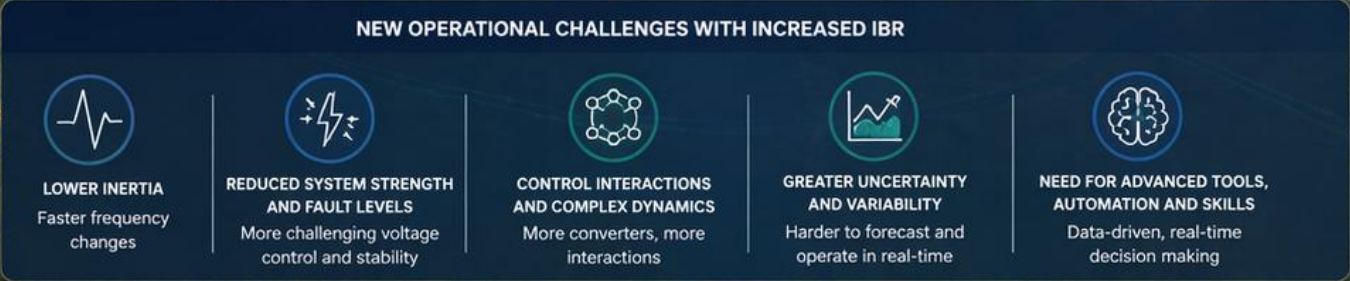 NEW OPERATIONAL CHALLENGES WITH INCREASED IBR
LOWER INERTIA
Faster frequency
changes
REDUCED SYSTEM STRENGTH
AND FAULT LEVELS
More challenging voltage
control and stability
CONTROL INTERACTIONS
AND COMPLEX DYNAMICS
More converters, more
interactions
GREATER UNCERTAINTY
AND VARIABILITY
Harder to forecast and
operate in real-time
NEED FOR ADVANCED TOOLS,
AUTOMATION AND SKILLS
Data-driven, real-time
decision making